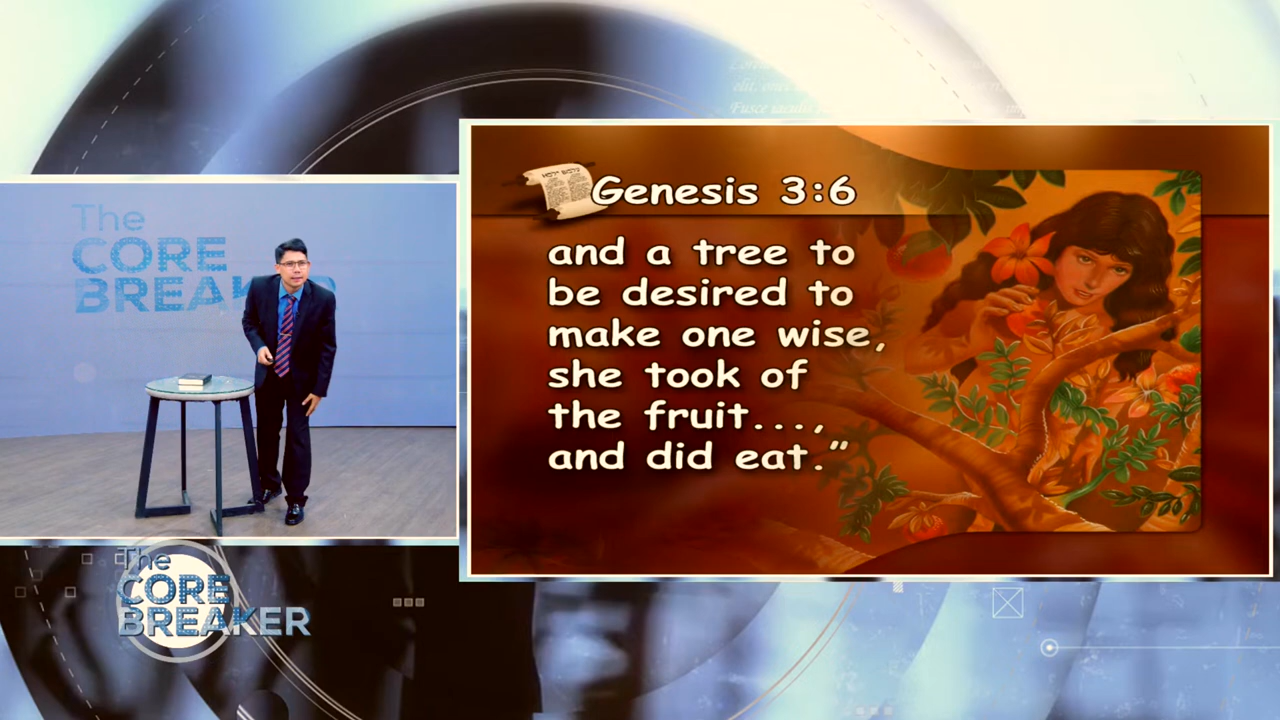 The
CORE
BREAKER
Genesis 3:6
and a tree to
be desired to
make one wise,
she took of
the fruit...,
and did eat.”
The
CORE
BREAKER